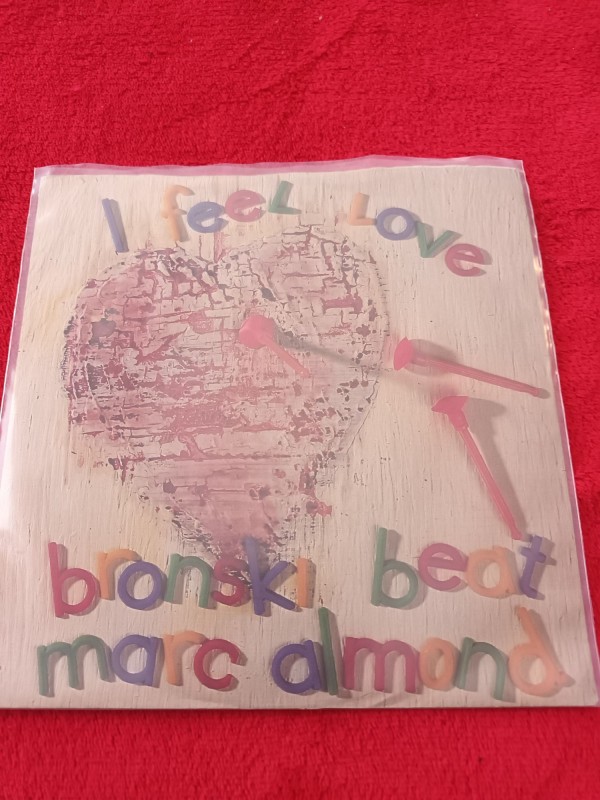 I feel love
bronski beat
marc almond